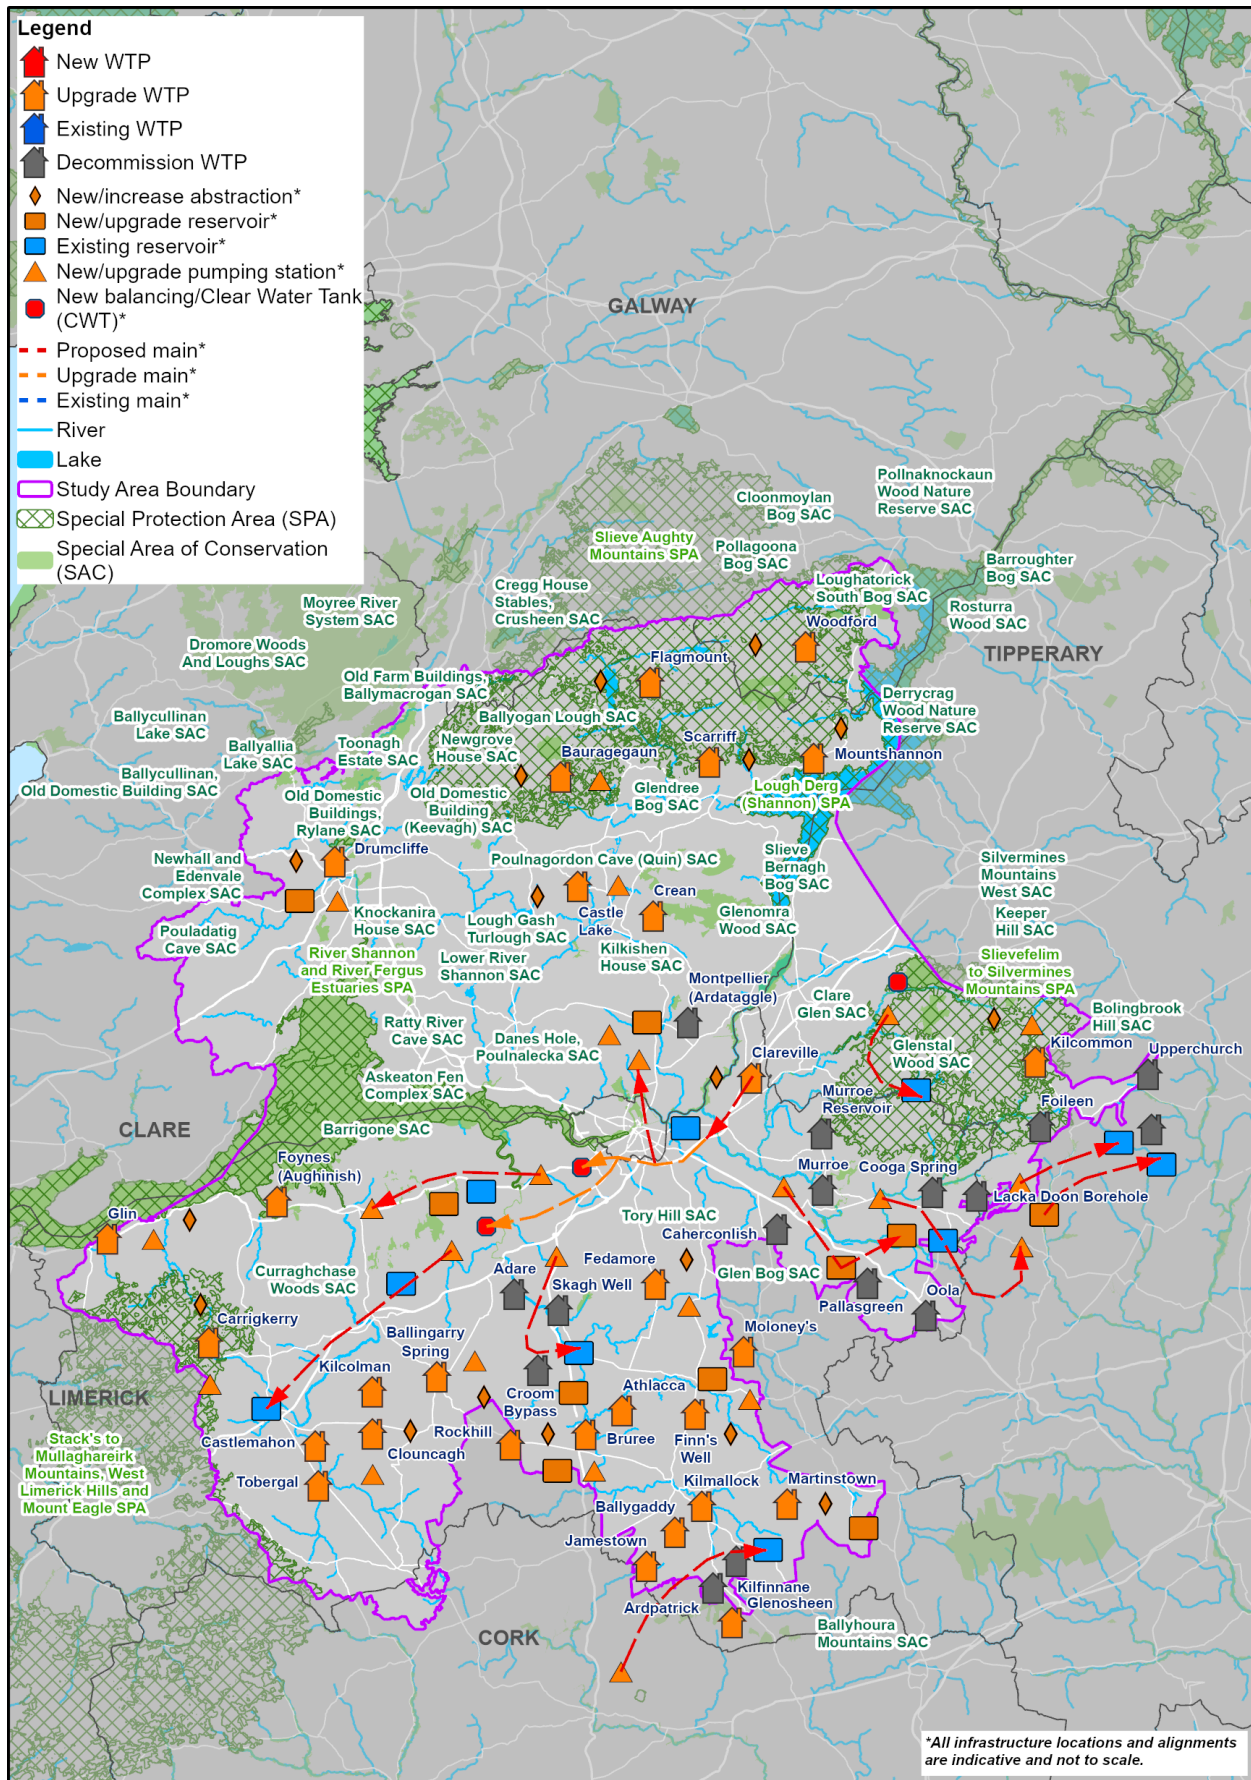 Legend
New WTP
Upgrade WTP
Existing WTP
Decommission WTP
New/increase abstraction*
New/upgrade reservoir*
Existing reservoir*
New/upgrade pumping station*
New balancing/Clear Water Tank
(CWT)*
Proposed main*
Upgrade main*
Existing main*
River
Lake
Study Area Boundary
Special Protection Area (SPA)
Special Area of Conservation
(SAC)
GALWAY
Pollnaknockaun
Wood Nature
Reserve SAC
Cloonmoylan
Bog SAC
Slieve Aughty
Mountains SPA
Pollagoona
Bog SAC
Barroughter
Bog SAC
Loughatorick
South Bog SAC
Cregg House
Stables,
Crusheen SAC
Moyree River
System SAC
Rosturra
Wood SAC
Woodford
Dromore Woods
And Loughs SAC
TIPPERARY
Flagmount
Old Farm Buildings,
Ballymacrogan SAC
Derrycrag
Wood Nature
Reserve SAC
Ballycullinan
Lake SAC
Ballyogan Lough SAC
Ballyallia
Lake SAC
Toonagh
Estate SAC
Newgrove
House SAC
Scarriff
Bauragegaun
Mountshannon
Ballycullinan,
Old Domestic Building SAC
Old Domestic
Buildings,
Rylane SAC
Old Domestic
Building
(Keevagh) SAC
Glendree
Bog SAC
Lough Derg
(Shannon) SPA
Drumcliffe
Newhall and
Edenvale
Complex SAC
Poulnagordon Cave (Quin) SAC
Slieve
Bernagh
Bog SAC
Silvermines
Mountains
West SAC
Crean
Castle
Lake
Knockanira
House SAC
Lough Gash
Turlough SAC
Glenomra
Wood SAC
Keeper
Hill SAC
Pouladatig
Cave SAC
River Shannon
and River Fergus
Estuaries SPA
Lower River
Shannon SAC
Kilkishen
House SAC
Slievefelim
to Silvermines
Mountains SPA
Montpellier
(Ardataggle)
Clare
Glen SAC
Bolingbrook
Hill SAC
Ratty River
Cave SAC
Danes Hole,
Poulnalecka SAC
Clareville
Glenstal
Wood SAC
Kilcommon
Upperchurch
Askeaton Fen
Complex SAC
Murroe
Reservoir
Foileen
CLARE
Barrigone SAC
Foynes
(Aughinish)
Murroe
Cooga Spring
Lacka Doon Borehole
Glin
Tory Hill SAC
Caherconlish
Fedamore
Glen Bog SAC
Curraghchase
Woods SAC
Adare
Skagh Well
Pallasgreen
Oola
Carrigkerry
Ballingarry
Spring
Moloney's
Kilcolman
LIMERICK
Croom
Bypass
Athlacca
Stack's to
Mullaghareirk
Mountains, West
Limerick Hills and
Mount Eagle SPA
Castlemahon
Clouncagh
Rockhill
Bruree
Finn's
Well
Tobergal
Kilmallock
Martinstown
Ballygaddy
Jamestown
Kilfinnane
Glenosheen
Ardpatrick
Ballyhoura
Mountains SAC
CORK
*All infrastructure locations and alignments
are indicative and not to scale.